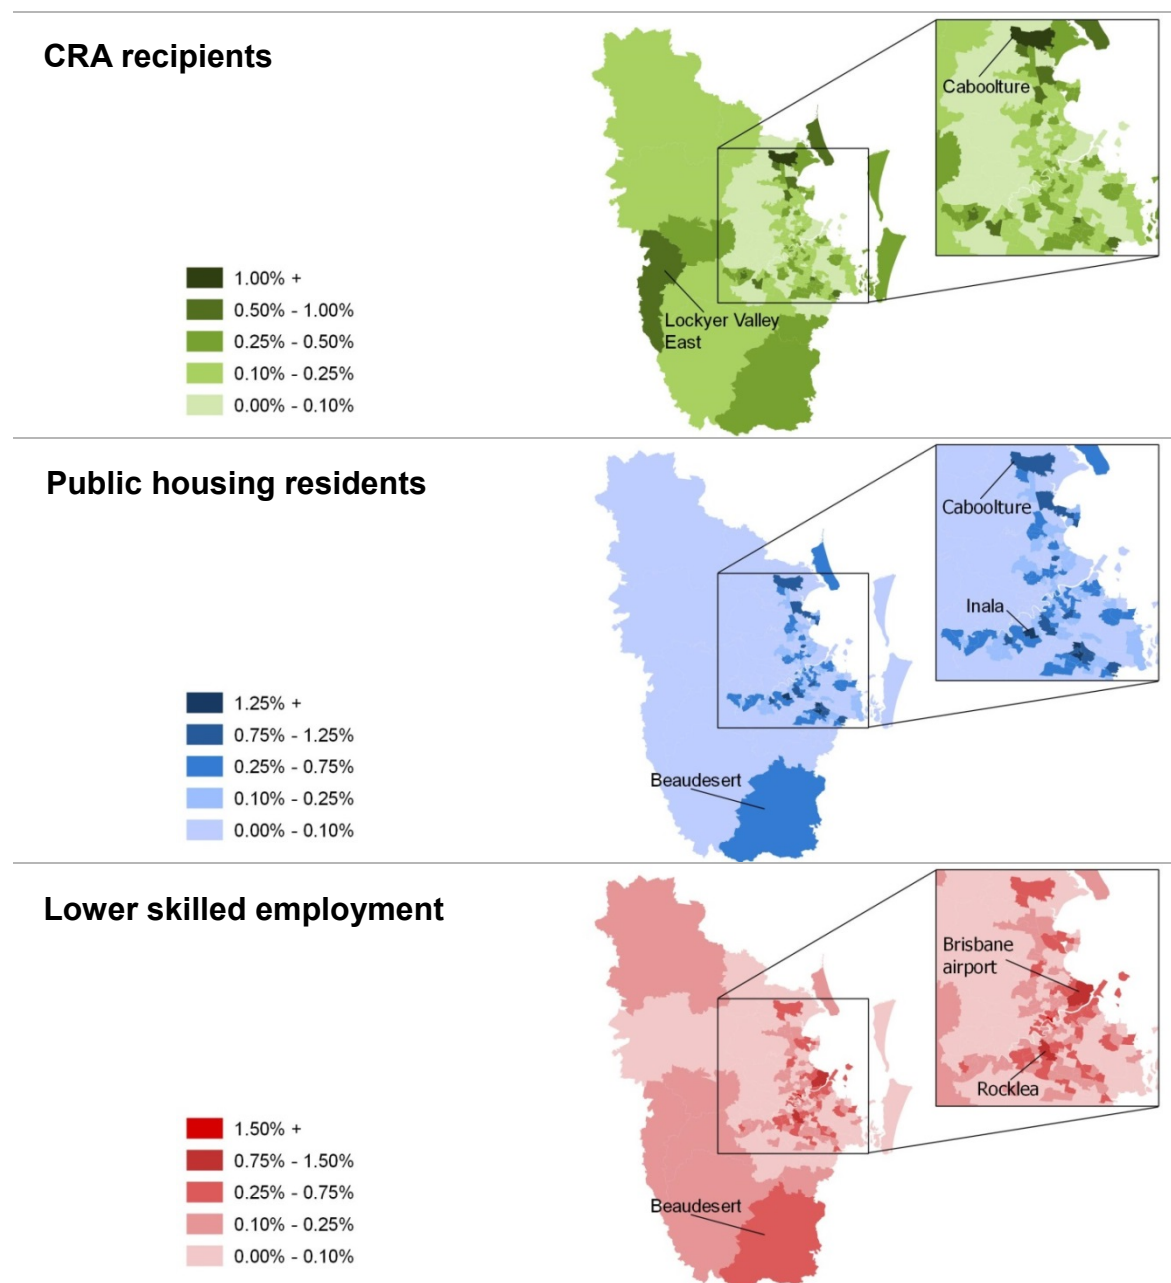 CRA recipients
Caboolture
Lockyer Valley
East
1.00% +
0.50% - 1.00%
0.25% - 0.50%
0.10% - 0.25%
0.00% - 0.10%
Public housing residents
Caboolture
Inala
Beaudesert
1.25% +
0.75% - 1.25%
0.25% - 0.75%
0.10% - 0.25%
0.00% - 0.10%
Lower skilled employment
Brisbane
airport
Rocklea
Beaudesert
1.50% +
0.75% - 1.50%
0.25% - 0.75%
0.10% - 0.25%
0.00% - 0.10%